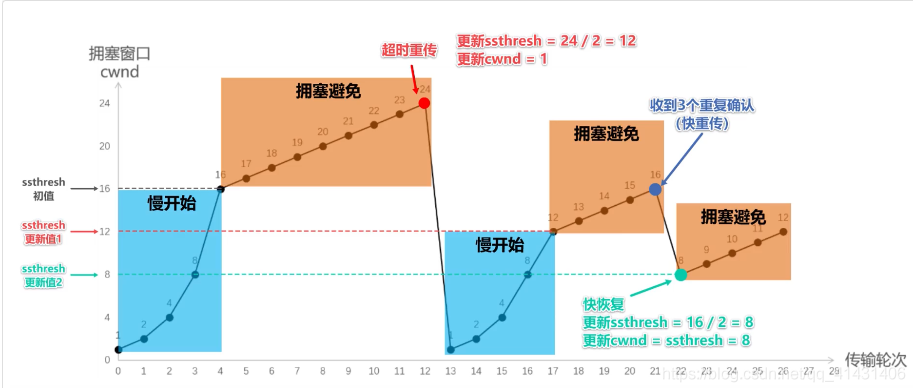 拥塞窗口
cwnd
超时重传
更新ssthresh = 24 / 2 = 12
更新cwnd = 1
拥塞避免
24
23
22
21
20
19
18
17
16
收到3个重复确认
(快重传)
拥塞避免
16
15
14
13
12
拥塞避免
12
11
10
9
8
慢开始
8
4
2
1
慢开始
8
4
2
1
24
20
16
12
8
4
0
ssthresh
初值
ssthresh
更新值1
ssthresh
更新值2
快恢复
更新ssthresh = 16 / 2 = 8
更新cwnd = ssthresh = 8
0 1 2 3 4 5 6 7 8 9 10 11 12 13 14 15 16 17 18 19 20 21 22 23 24 25 26 27 28 29
传输轮次
https://blog.csdn.net/qq_41431406